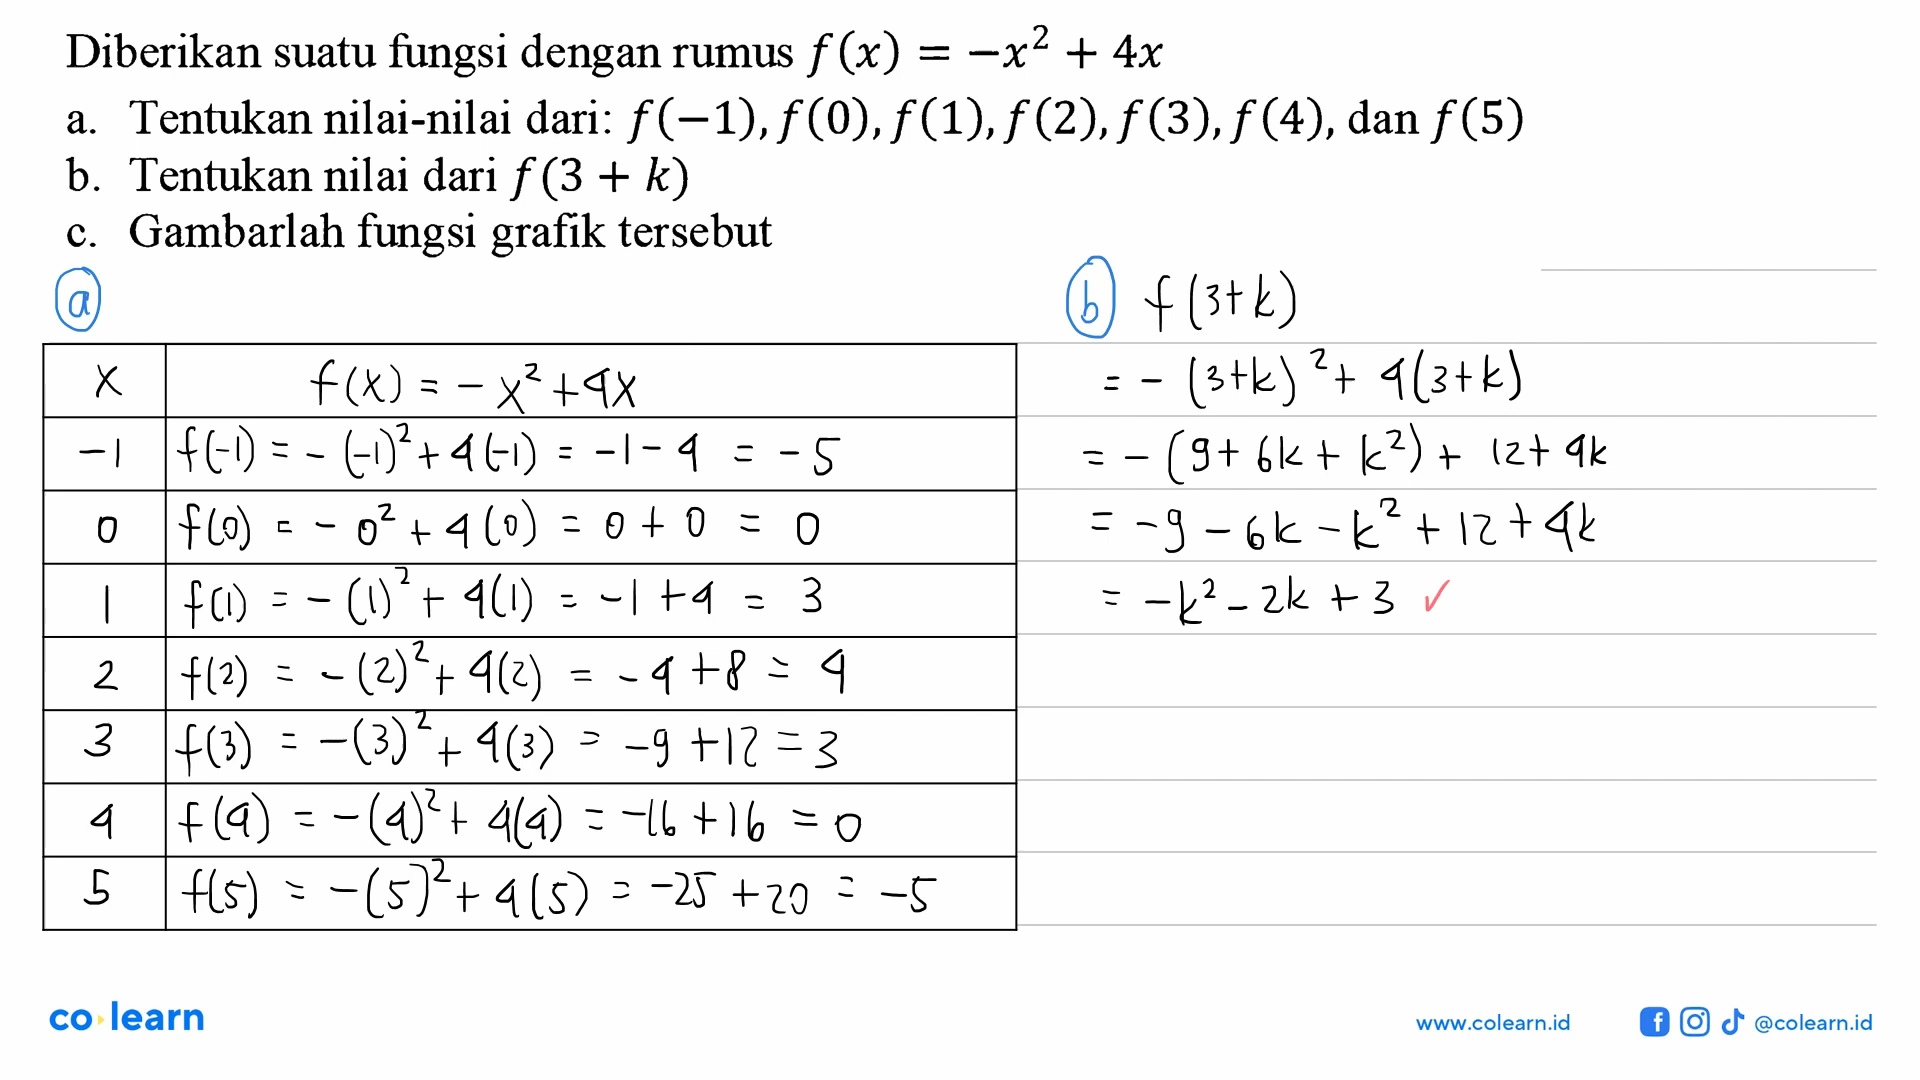 Diberikan suatu fungsi dengan rumus f(x) = −x² + 4x
a. Tentukan nilai-nilai dari: f(−1), f(0), f(1), f(2), f(3), f(4), dan f(5)
b. Tentukan nilai dari f(3 + k)
c. Gambarlah fungsi grafik tersebut
a
x f(x) = -x² + 4x
-1 f(-1) = -(-1)² + 4(-1) = -1 - 4 = -5
0 f(0) = -0² + 4(0) = 0 + 0 = 0
1 f(1) = -(1)² + 4(1) = -1 + 4 = 3
2 f(2) = -(2)² + 4(2) = -4 + 8 = 4
3 f(3) = -(3)² + 4(3) = -9 + 12 = 3
4 f(4) = -(4)² + 4(4) = -16 + 16 = 0
5 f(5) = -(5)² + 4(5) = -25 + 20 = -5
b f(3+k)
= -(3+k)² + 4(3+k)
= -(9 + 6k + k²) + 12 + 4k
= -9 - 6k - k² + 12 + 4k
= -k² - 2k + 3 ✓
co learn
www.colearn.id
@colearn.id